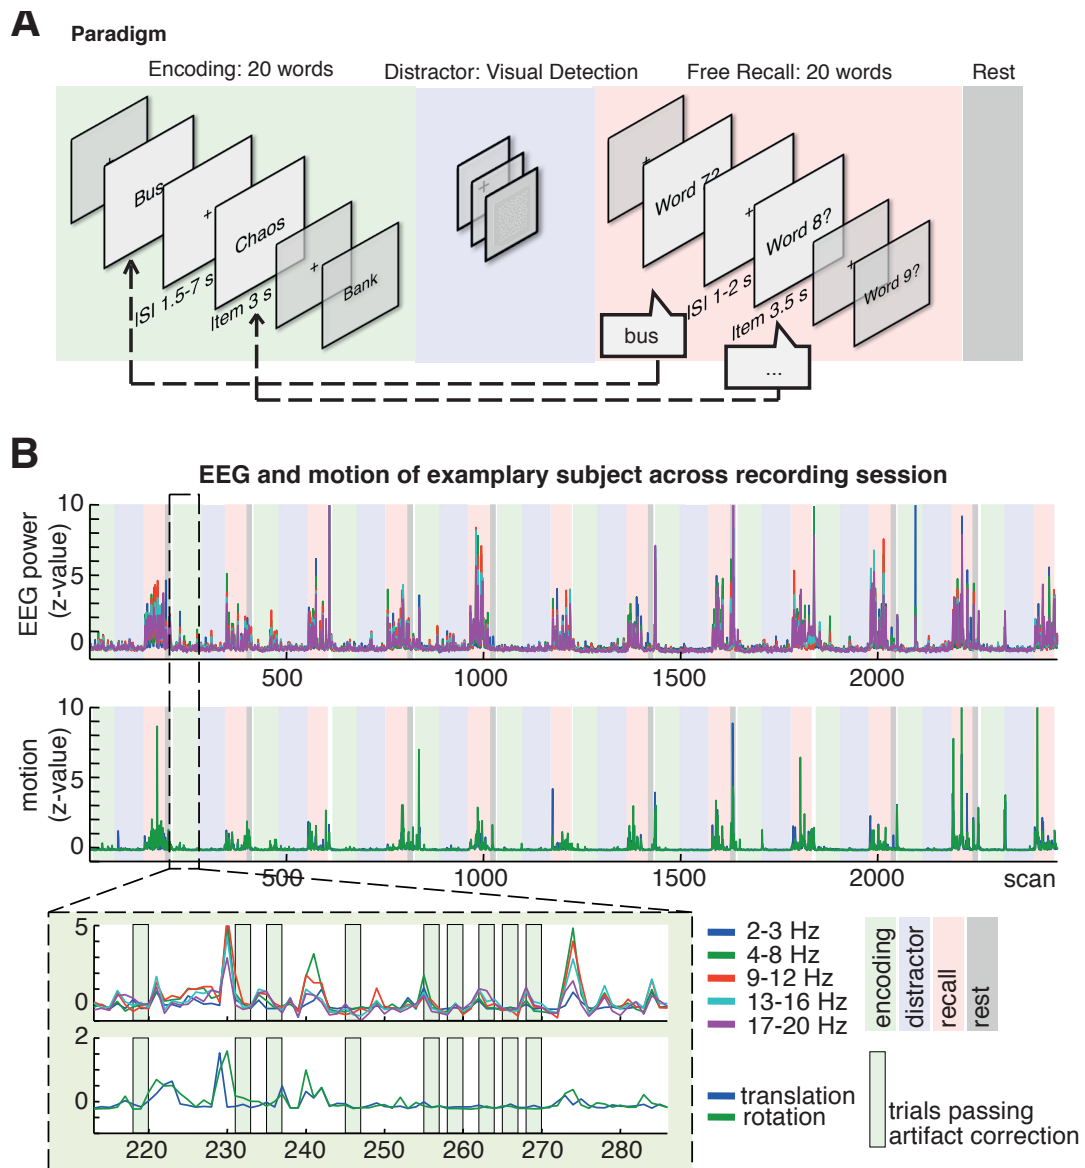 A
Paradigm
Encoding: 20 words
Distractor: Visual Detection
Free Recall: 20 words
Rest
+
Bus
+
Chaos
+
Bank
ISI 1.5-7 s
Item 3 s
+
+
Word 7?
+
Word 8?
+
Word 9?
ISI 1-2 s
Item 3.5 s
bus
...
B
EEG and motion of examplary subject across recording session
EEG power
(z-value)
10
5
0
500
1000
1500
2000
motion
(z-value)
10
5
0
500
1000
1500
2000
scan
5
0
2
0
220
230
240
250
260
270
280
2-3 Hz
4-8 Hz
9-12 Hz
13-16 Hz
17-20 Hz
encoding
distractor
recall
rest
translation
rotation
trials passing
artifact correction